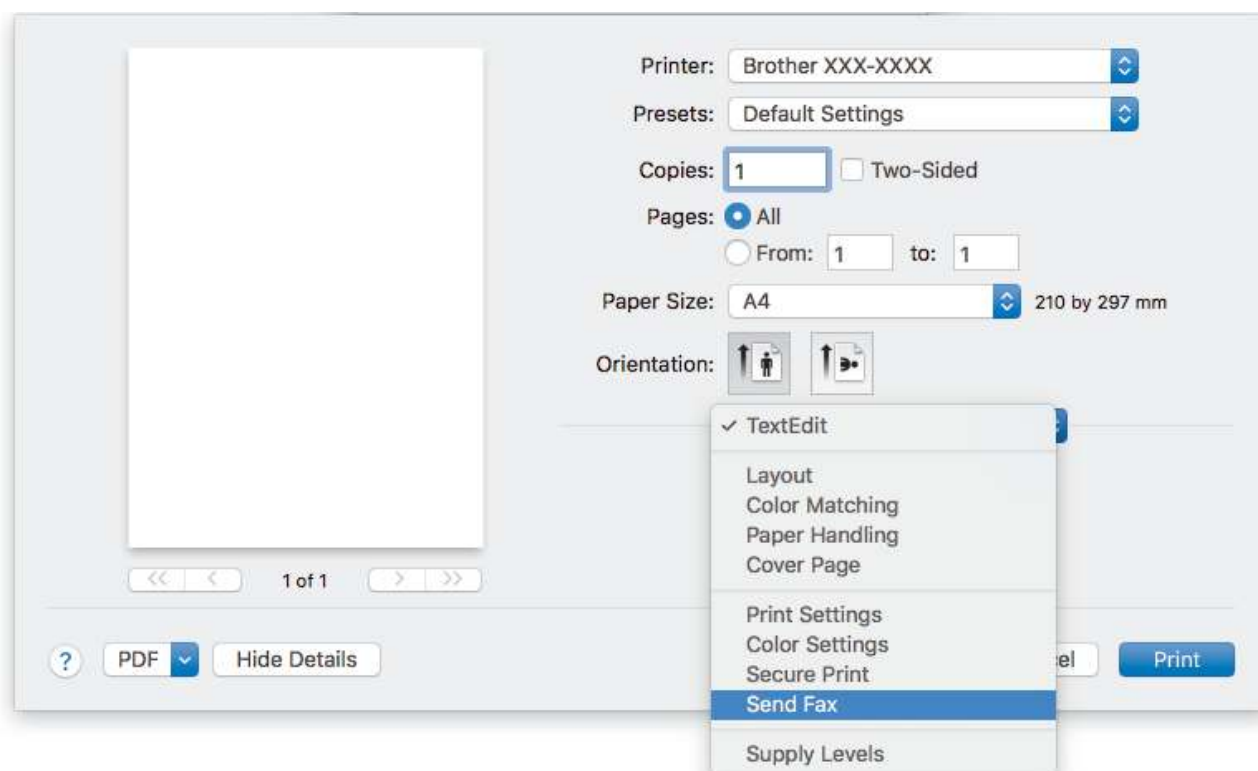 Printer: Brother XXX-XXXX
Presets: Default Settings
Copies: 1 Two-Sided
Pages: All
From: 1 to: 1
Paper Size: A4 210 by 297 mm
Orientation:
✓ TextEdit
Layout
Color Matching
Paper Handling
Cover Page
<< < 1 of 1 > >>
Print Settings
Color Settings
Secure Print
Send Fax
Supply Levels
? PDF Hide Details
cel Print